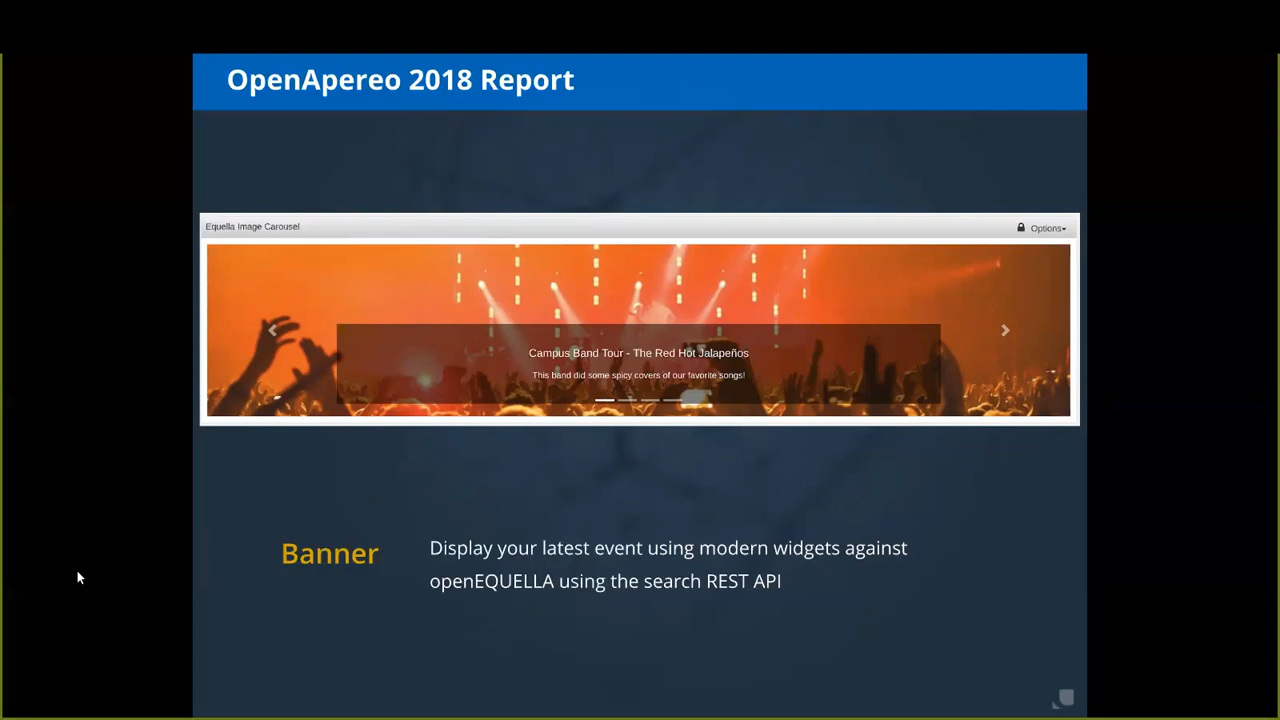 OpenApereo 2018 Report
Equella Image Carousel
Options
Campus Band Tour - The Red Hot Jalapeños
This band did some spicy covers of our favorite songs!
Banner
Display your latest event using modern widgets against
openEQUELLA using the search REST API